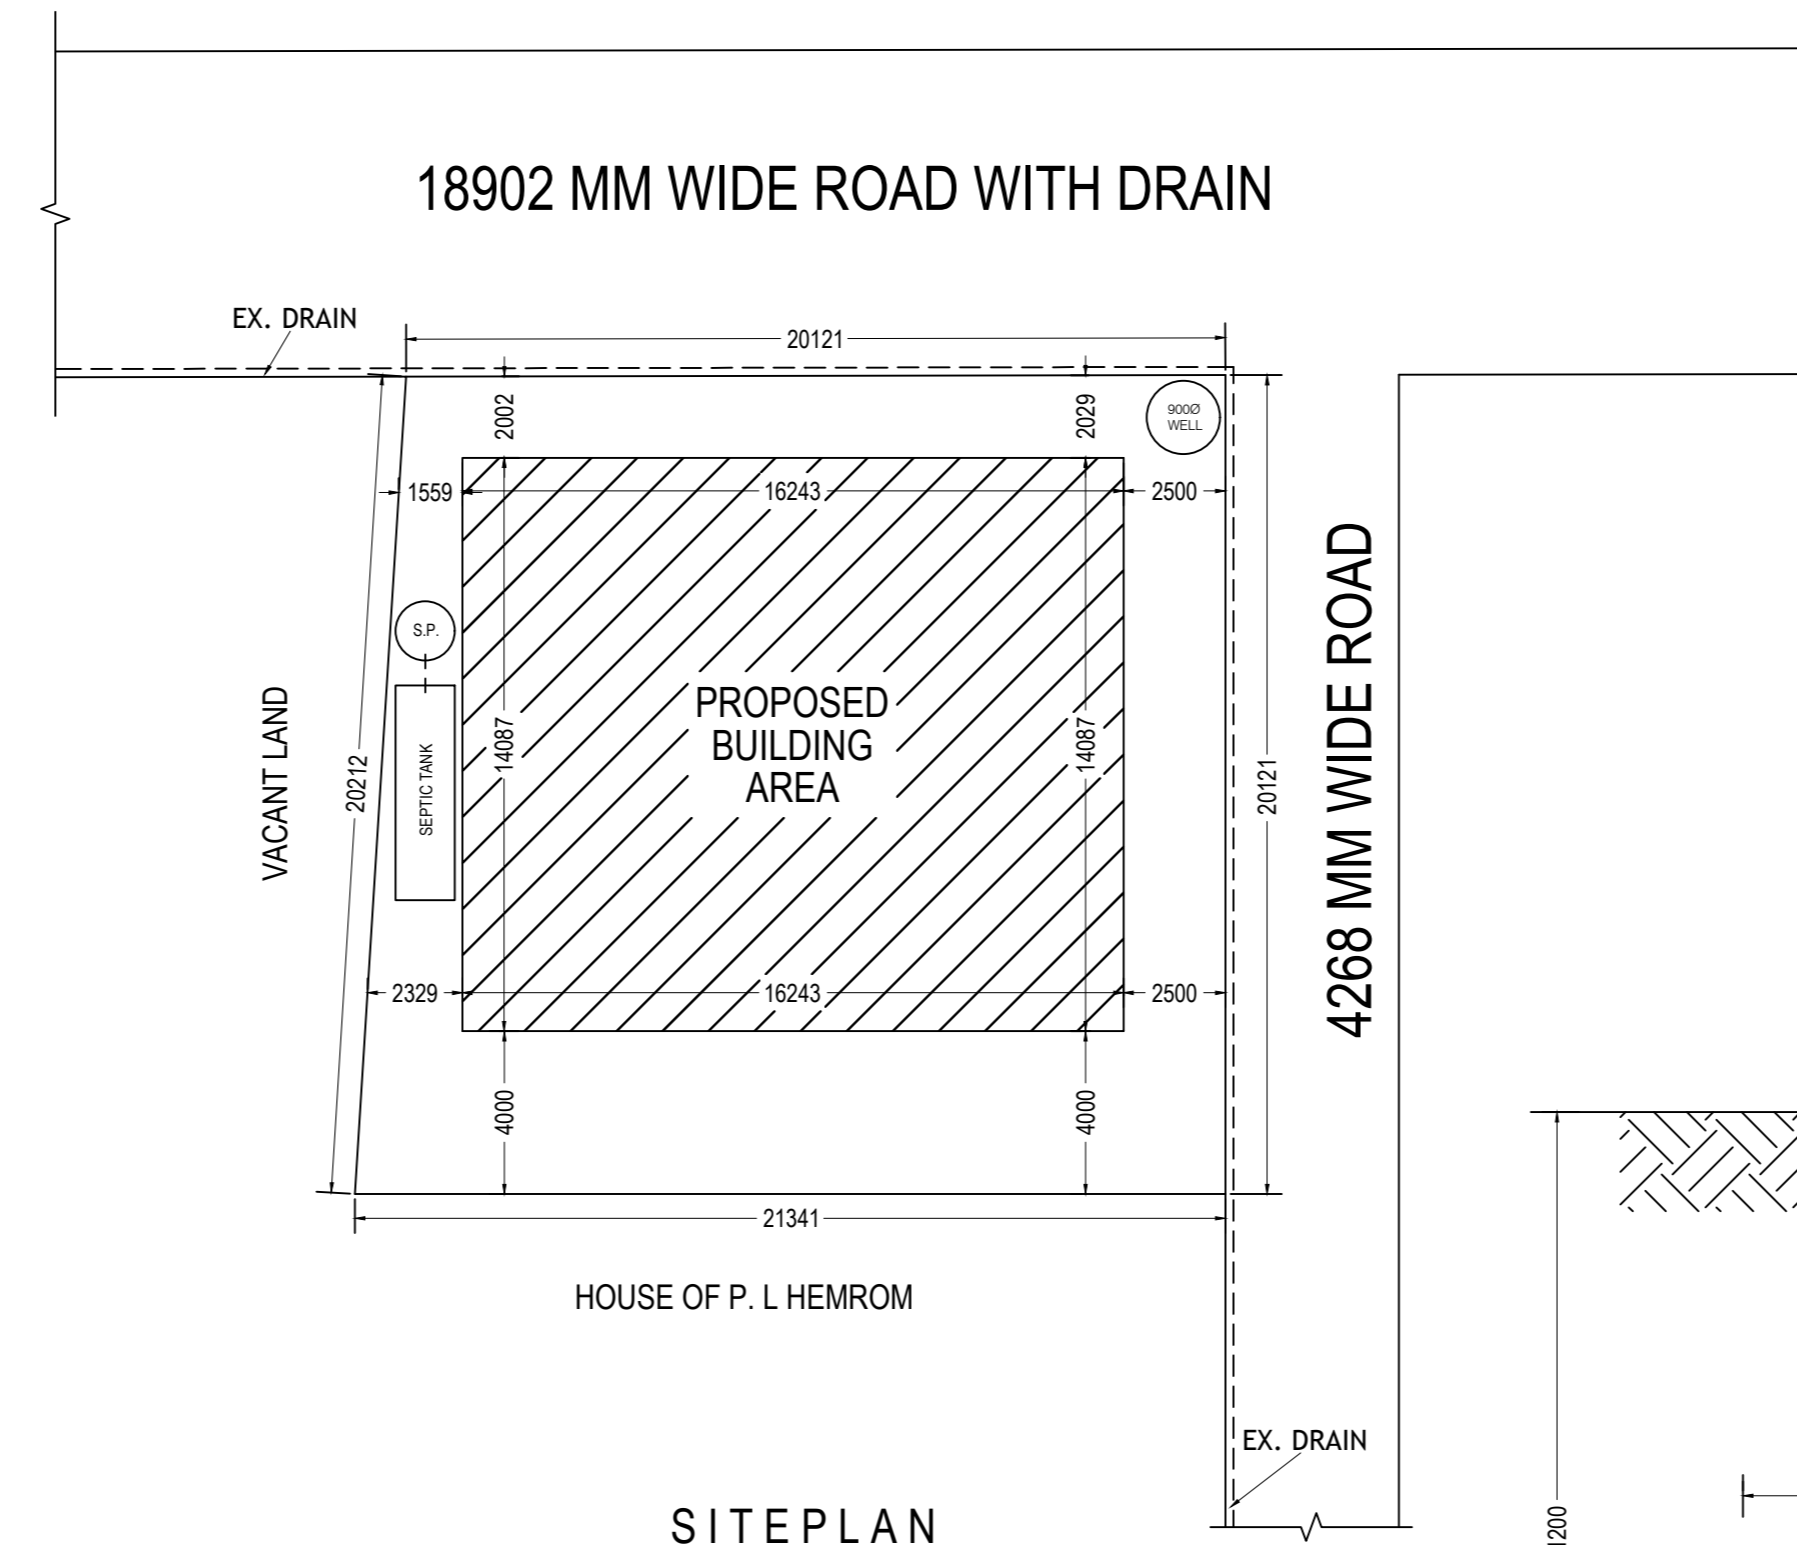 18902 MM WIDE ROAD WITH DRAIN
EX. DRAIN
20121
2002
2029
900Ø
WELL
1559
16243
2500
S.P.
4268 MM WIDE ROAD
VACANT LAND
20212
SEPTIC TANK
14087
PROPOSED
BUILDING
AREA
14087
20121
2329
16243
2500
4000
4000
21341
HOUSE OF P. L HEMROM
EX. DRAIN
SITEPLAN